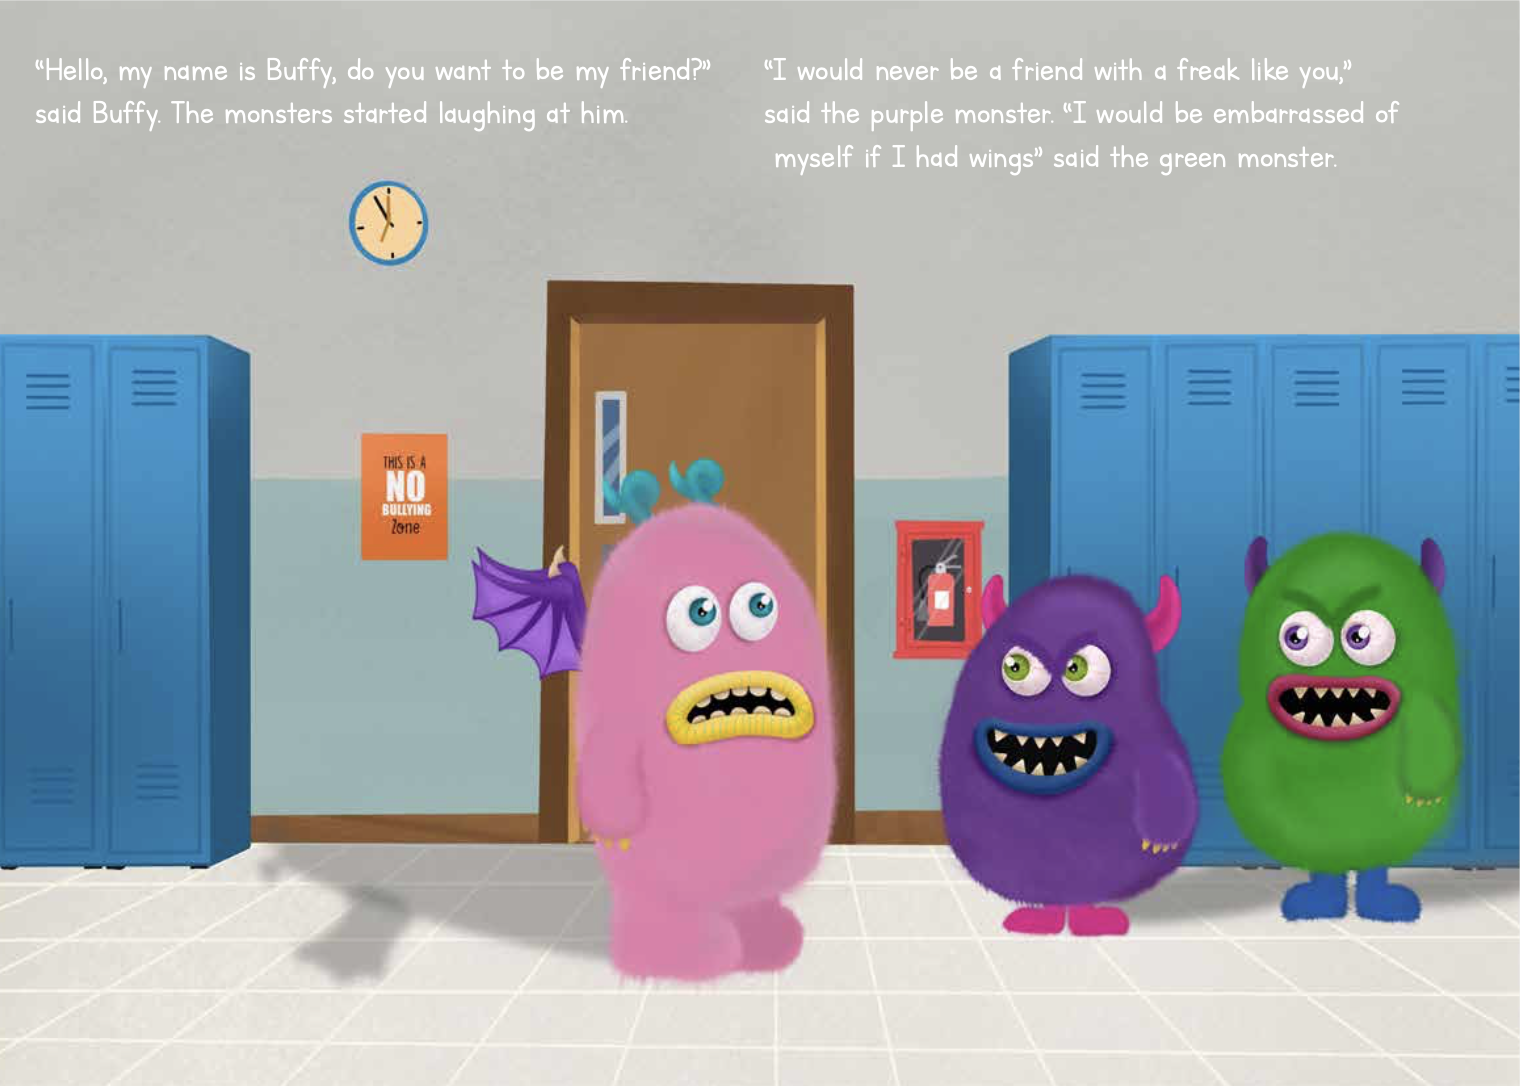 “Hello, my name is Buffy, do you want to be my friend?”
said Buffy. The monsters started laughing at him.
“I would never be a friend with a freak like you,”
said the purple monster. “I would be embarrassed of
myself if I had wings” said the green monster.
THIS IS A
NO
BULLYING
Zone